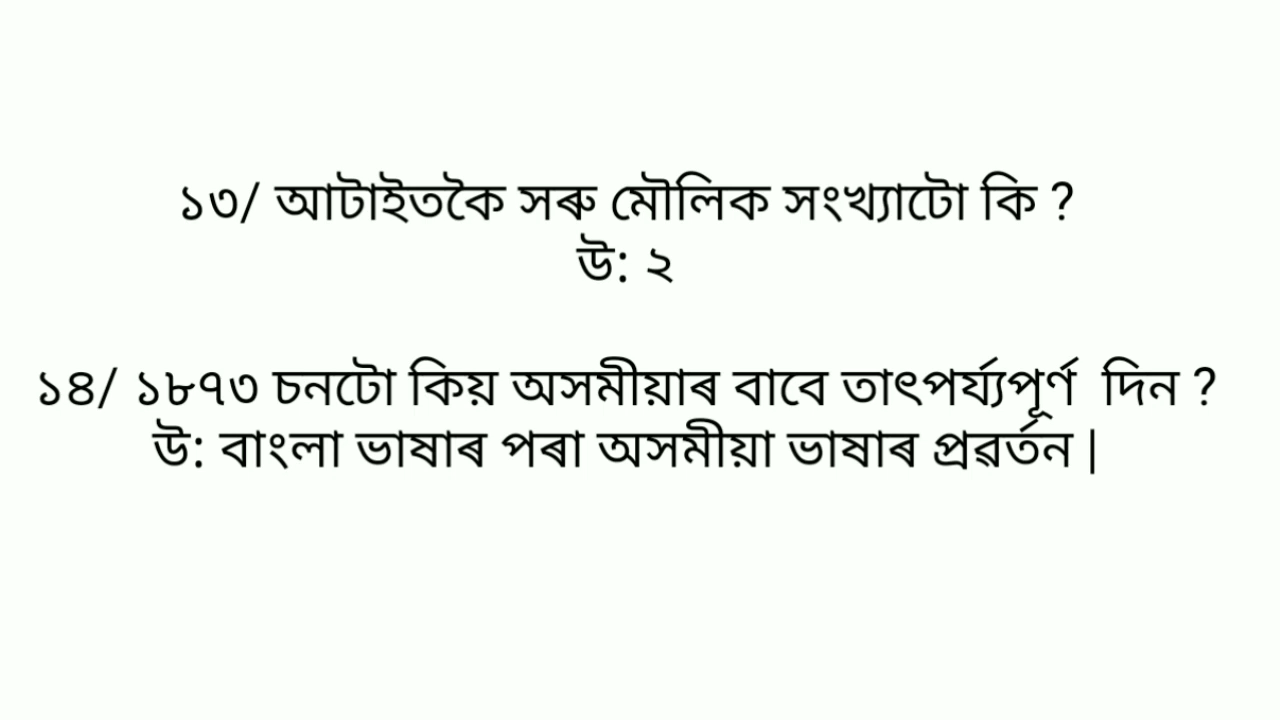 ১৩/ আটাইতকৈ সৰু মৌলিক সংখ্যাটো কি ?
উ: ২
১৪/ ১৮৭৩ চনটো কিয় অসমীয়াৰ বাবে তাৎপৰ্য্যপূৰ্ণ দিন ?
উ: বাংলা ভাষাৰ পৰা অসমীয়া ভাষাৰ প্ৰৱৰ্তন |